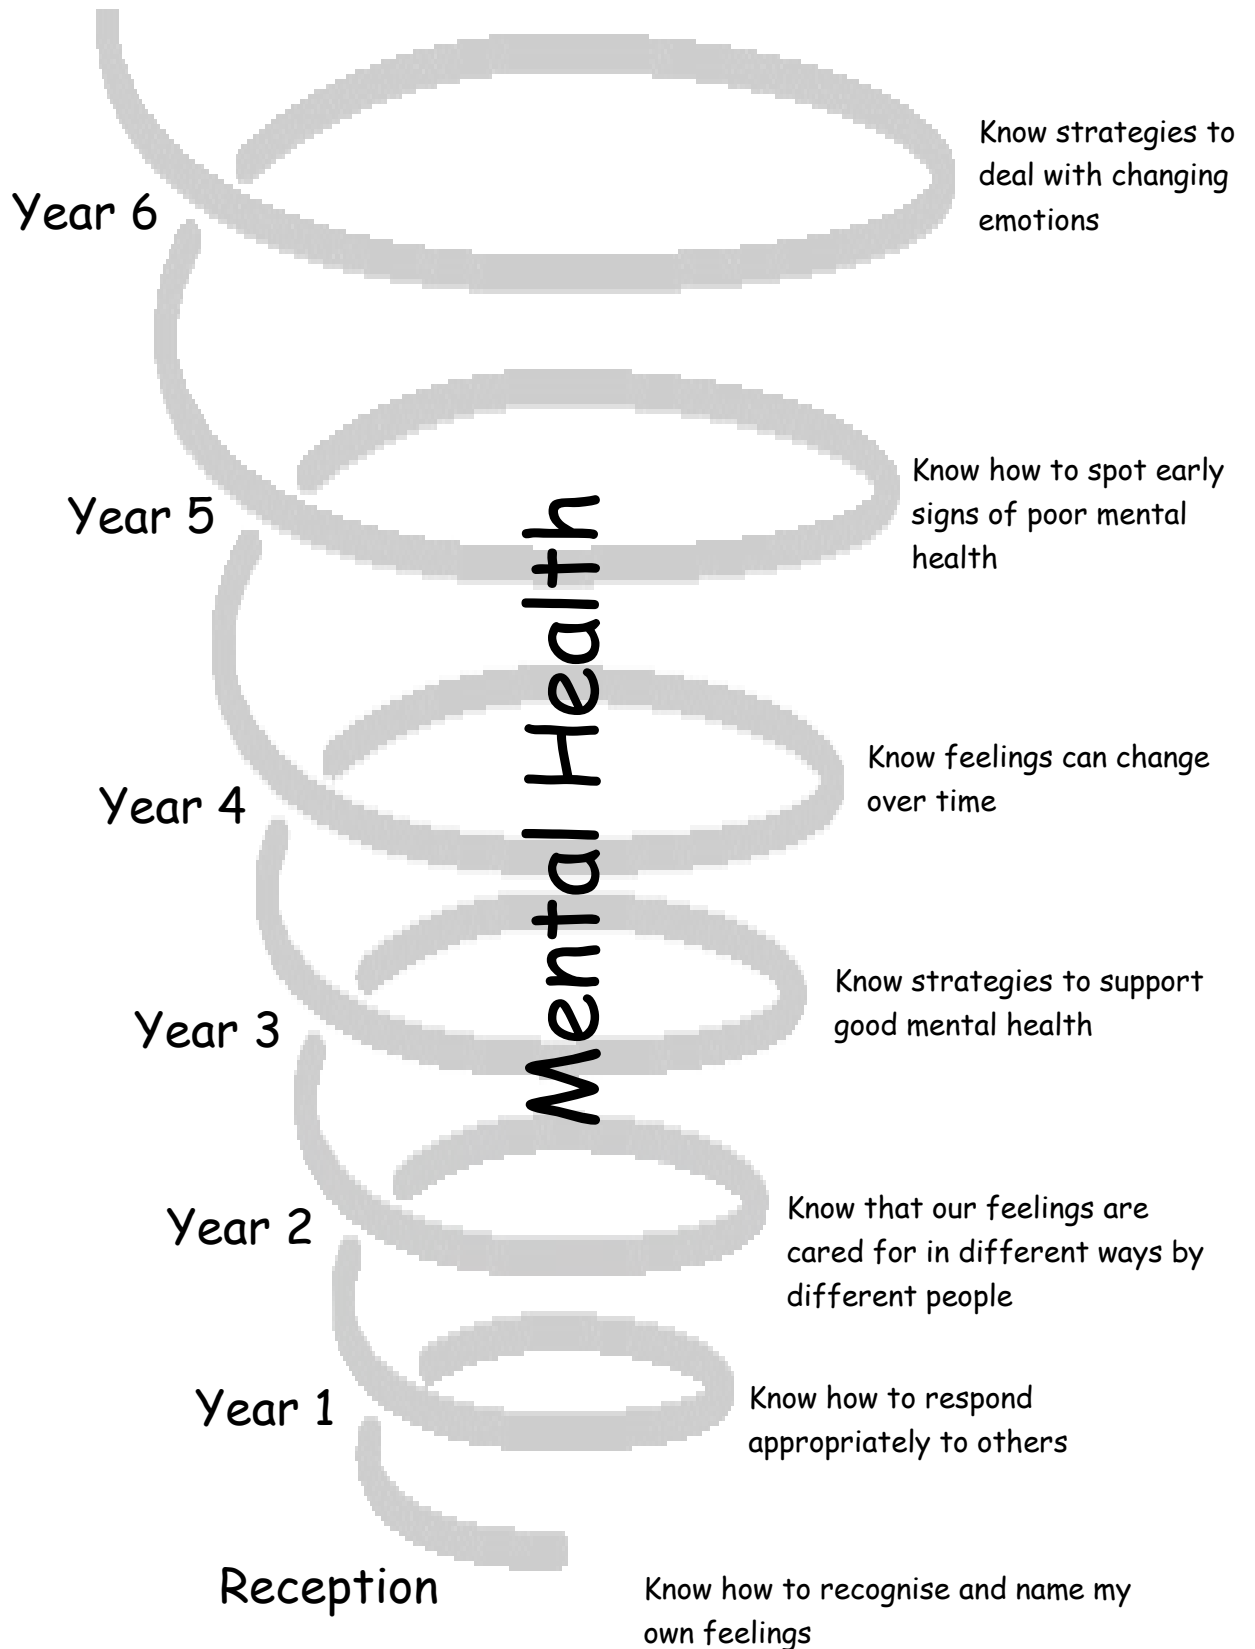 Know strategies to
deal with changing
emotions
Year 6
Know how to spot early
signs of poor mental
health
Year 5
Mental Health
Know feelings can change
over time
Year 4
Know strategies to support
good mental health
Year 3
Know that our feelings are
cared for in different ways by
different people
Year 2
Know how to respond
appropriately to others
Year 1
Reception
Know how to recognise and name my
own feelings